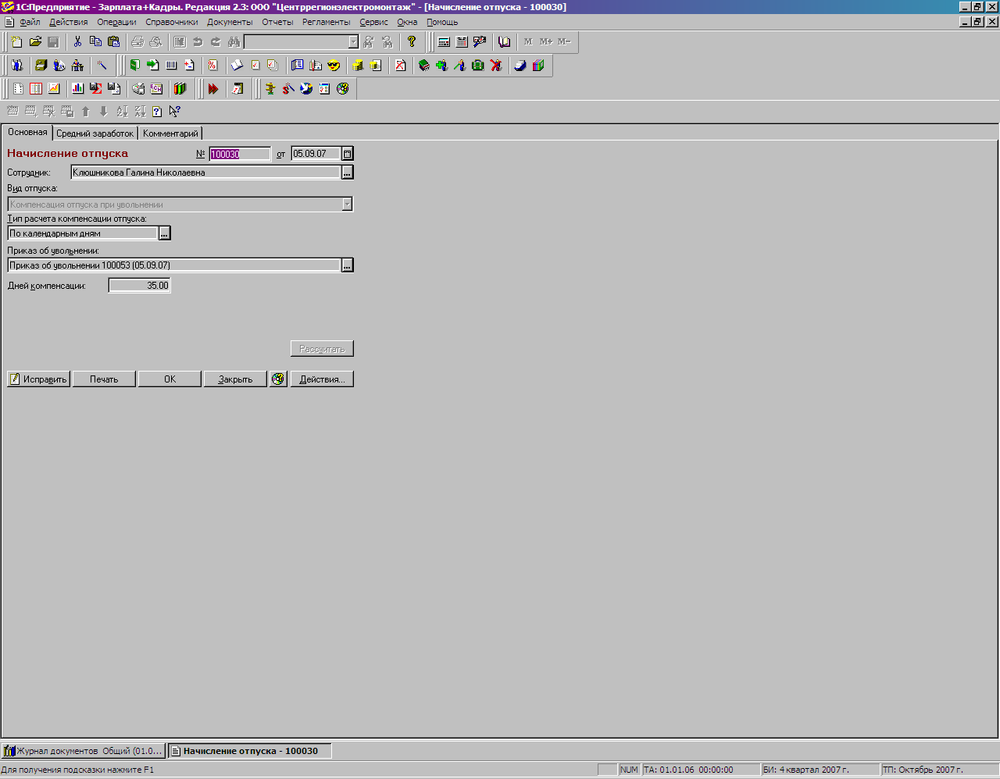 1С:Предприятие - Зарплата+Кадры. Редакция 2.3: ООО "Центррегионэлектромонтаж" - [Начисление отпуска - 100030]
Файл Действия Операции Справочники Документы Отчеты Регламенты Сервис Окна Помощь
M M+ M-
Основная Средний заработок Комментарий
Начисление отпуска № 100030 от 05.09.07
Сотрудник: Клюшникова Галина Николаевна ...
Вид отпуска:
Компенсация отпуска при увольнении
Тип расчета компенсации отпуска:
По календарным дням ...
Приказ об увольнении:
Приказ об увольнении 100053 (05.09.07) ...
Дней компенсации: 35.00
Рассчитать
Исправить Печать OK Закрыть Действия...
Журнал документов Общий (01.0... Начисление отпуска - 100030
Для получения подсказки нажмите F1 NUM ТА: 01.01.06 00:00:00 БИ: 4 квартал 2007 г. ТП: Октябрь 2007 г.